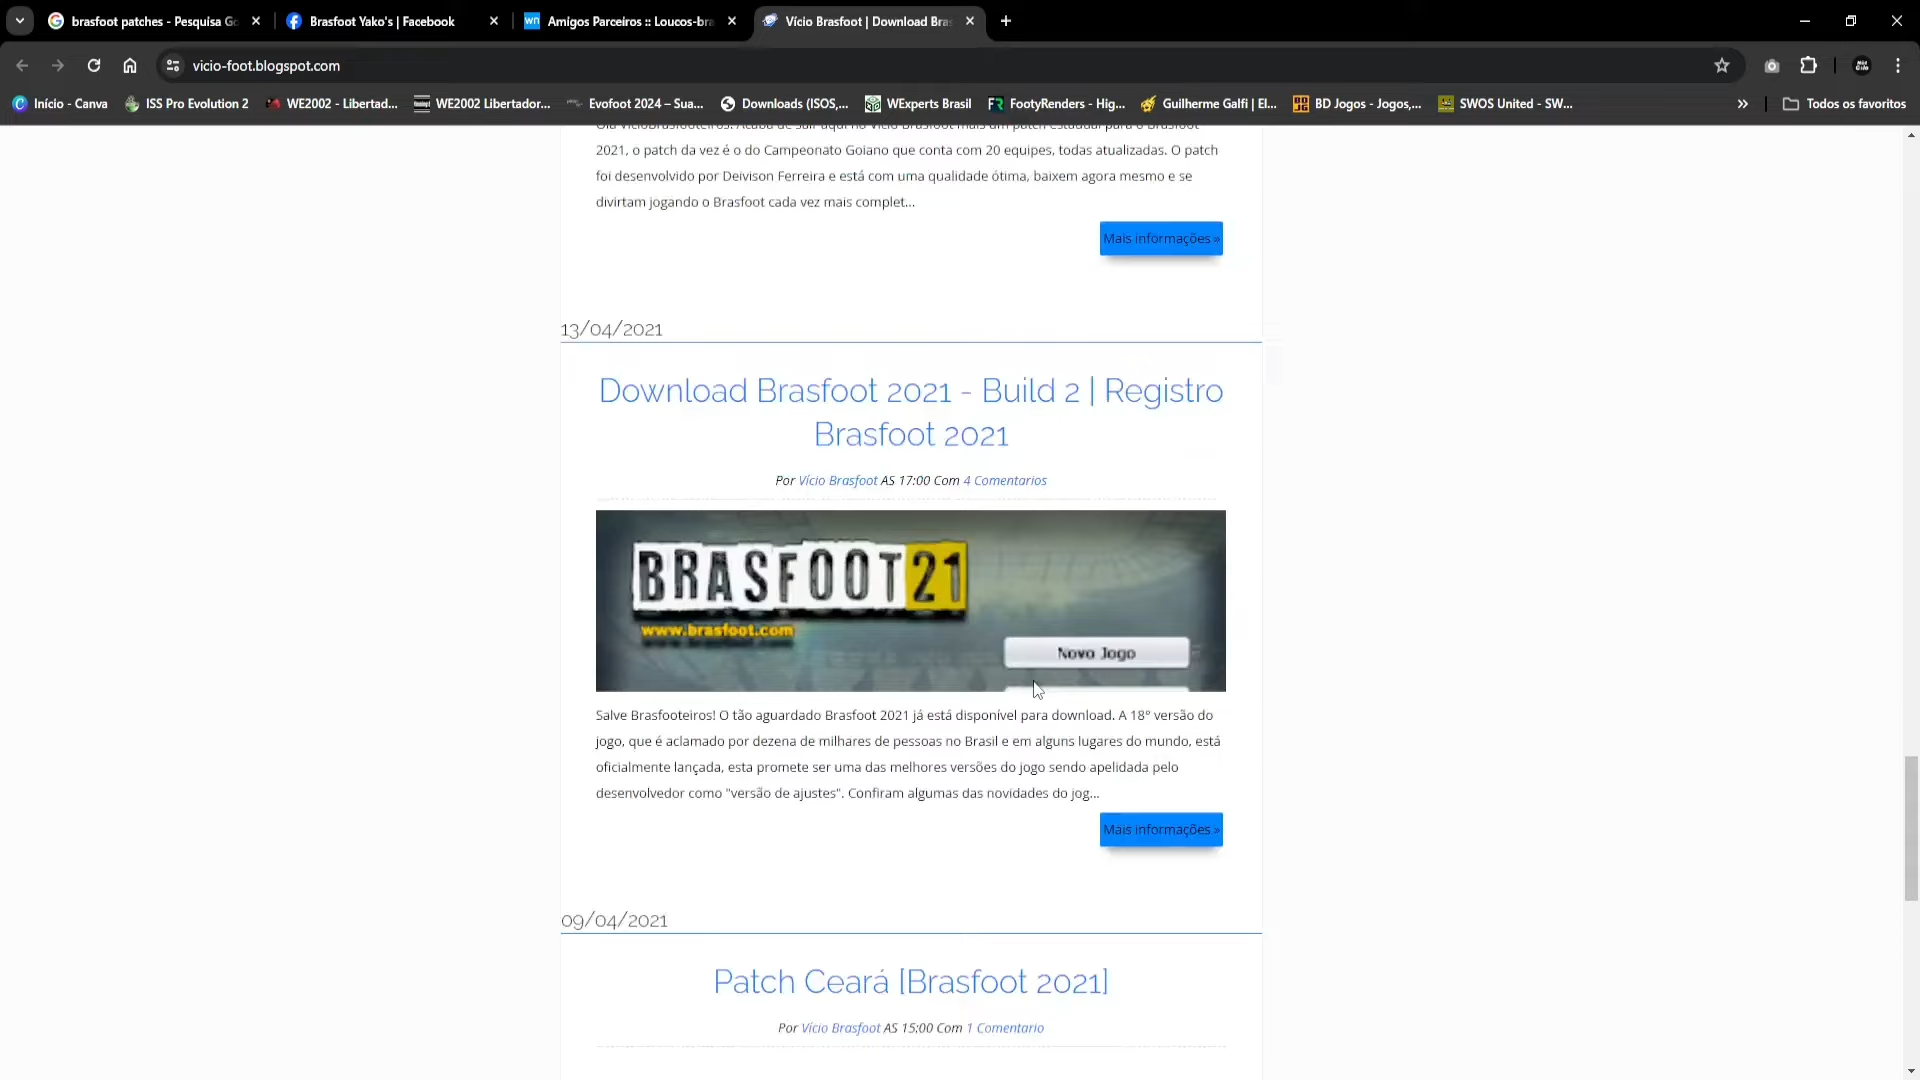 brasfoot patches - Pesquisa Go
Brasfoot Yako's | Facebook
Amigos Parceiros :: Loucos-bra
Vício Brasfoot | Download Bras
vicio-foot.blogspot.com
Início - Canva
ISS Pro Evolution 2
WE2002 - Libertad...
WE2002 Libertador...
Evofoot 2024 – Sua...
Downloads (ISOS,...
WExperts Brasil
FootyRenders - Hig...
Guilherme Galfi | El...
BD Jogos - Jogos,...
SWOS United - SW...
»
Todos os favoritos
Olá VícioBrasfooteiros! Acaba de sair aqui no Vício Brasfoot mais um patch estadual para o Brasfoot
2021, o patch da vez é o do Campeonato Goiano que conta com 20 equipes, todas atualizadas. O patch
foi desenvolvido por Deivison Ferreira e está com uma qualidade ótima, baixem agora mesmo e se
divirtam jogando o Brasfoot cada vez mais complet...
Mais informações »
13/04/2021
Download Brasfoot 2021 - Build 2 | Registro
Brasfoot 2021
Por Vício Brasfoot AS 17:00 Com 4 Comentarios
BRASFOOT21
www.brasfoot.com
Novo Jogo
Salve Brasfooteiros! O tão aguardado Brasfoot 2021 já está disponível para download. A 18° versão do
jogo, que é aclamado por dezena de milhares de pessoas no Brasil e em alguns lugares do mundo, está
oficialmente lançada, esta promete ser uma das melhores versões do jogo sendo apelidada pelo
desenvolvedor como "versão de ajustes". Confiram algumas das novidades do jog...
Mais informações »
09/04/2021
Patch Ceará [Brasfoot 2021]
Por Vício Brasfoot AS 15:00 Com 1 Comentario